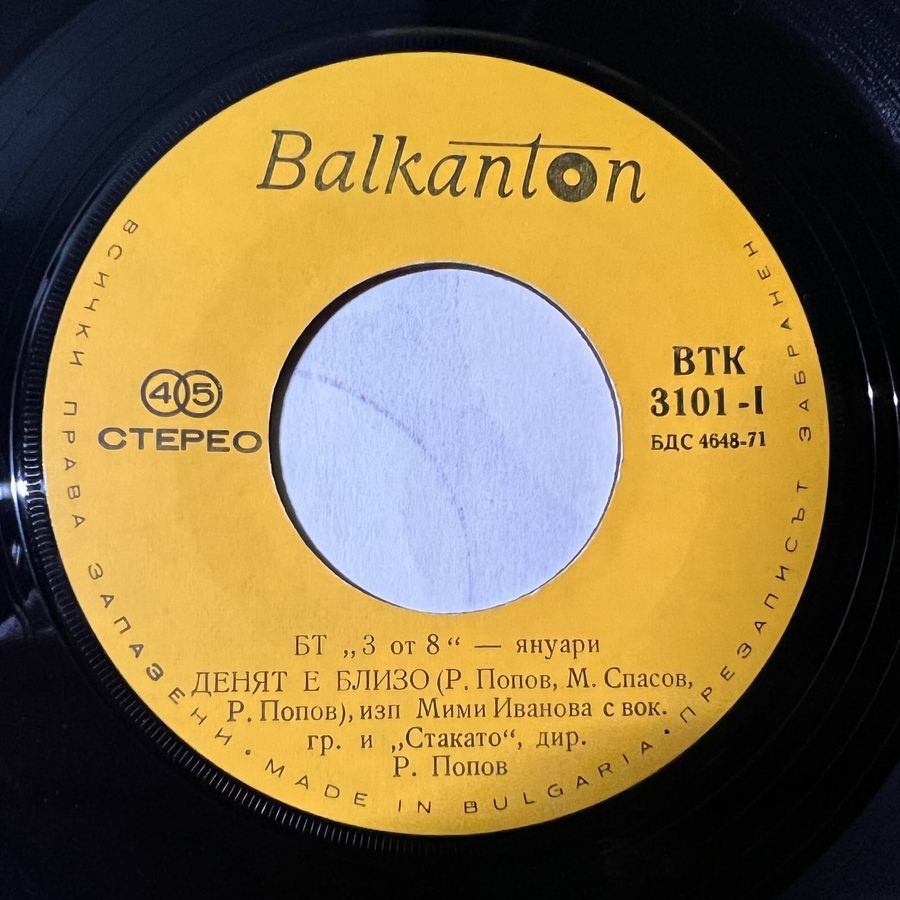 Balkanton
45
СТЕРЕО
ВТК
3101-I
БДС 4648-71
БТ „3 от 8“ — януари
ДЕНЯТ Е БЛИЗО (Р. Попов, М. Спасов,
Р. Попов), изп Мими Иванова с вок.
гр. и „Стакато“, дир.
Р. Попов
ВСИЧКИ ПРАВА ЗАПАЗЕНИ • MADE IN BULGARIA • ПРЕЗАПИСЪТ ЗАБРАНЕН